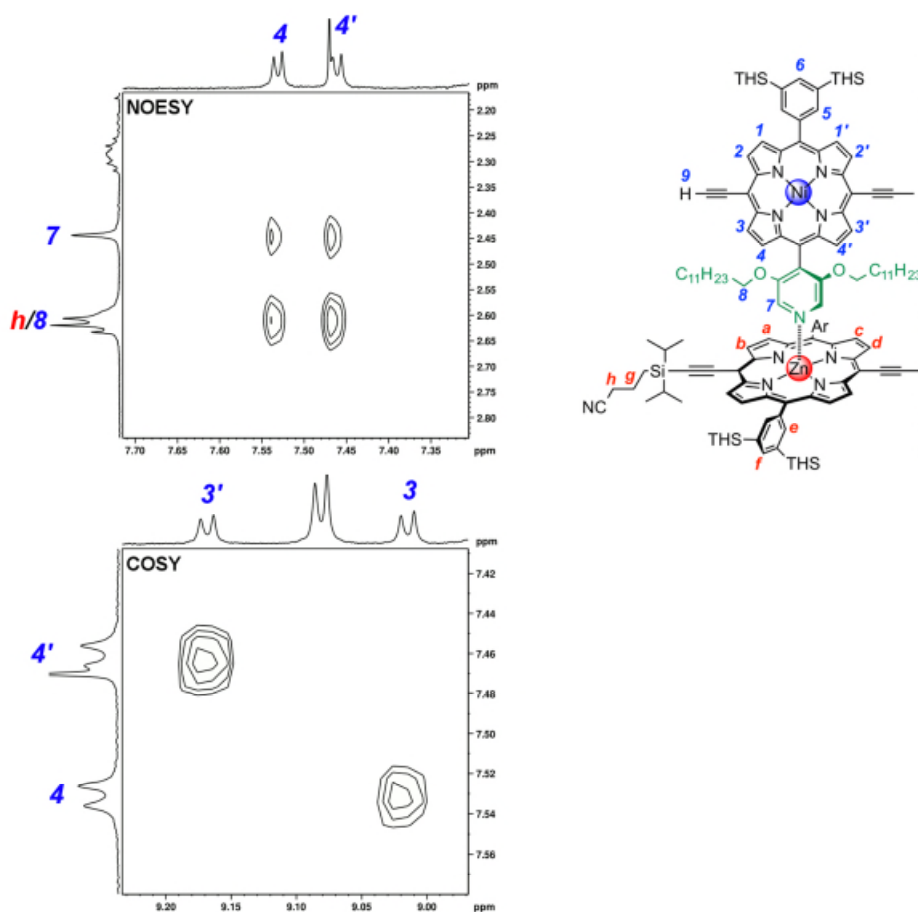 4 4'
ppm
NOESY
2.20
2.25
2.30
2.35
2.40
7
2.45
2.50
2.55
h/8
2.60
2.65
2.70
2.75
2.80
7.70 7.65 7.60 7.55 7.50 7.45 7.40 7.35 ppm
3' 3
ppm
COSY
7.42
7.44
4'
7.46
7.48
7.50
7.52
4
7.54
7.56
9.20 9.15 9.10 9.05 9.00 ppm
6
THS THS
5
1 1'
2 2'
N N
9
H Ni
N N
3 3'
4 4'
C11H23 O O C11H23
8
7
N
a Ar c
b d
N N
Si Zn
h g
N N
NC
e
THS
f THS